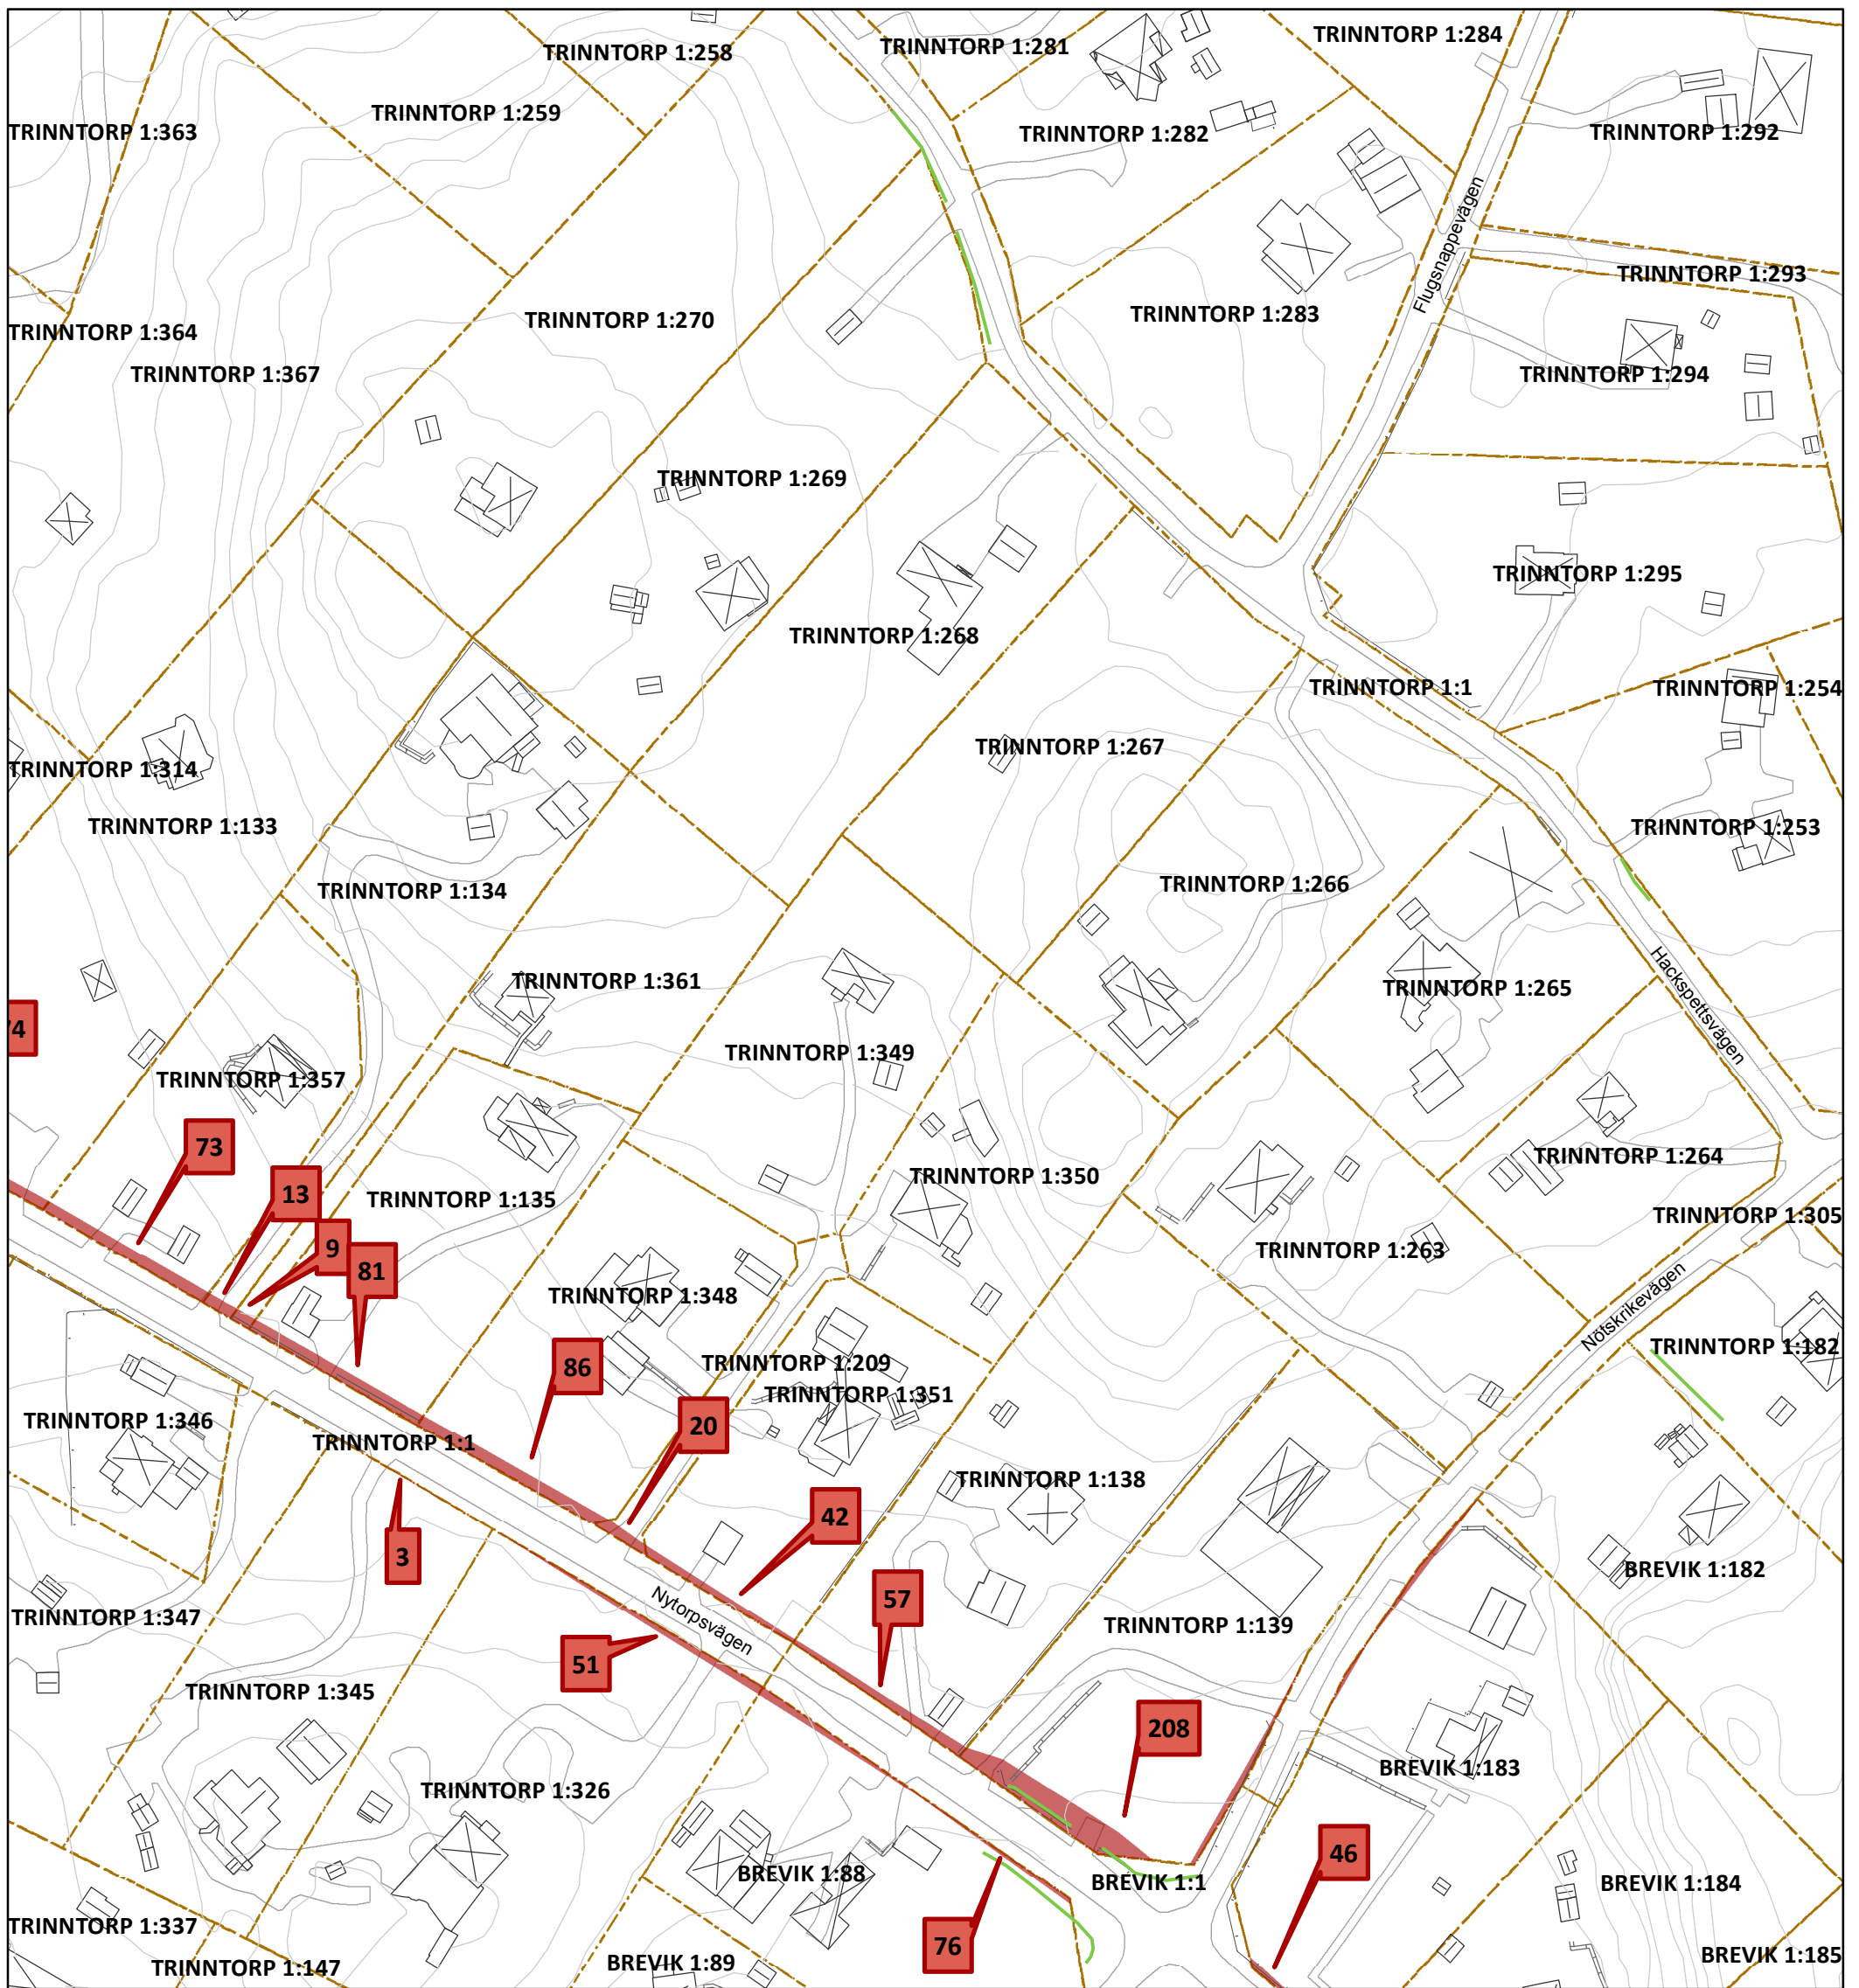 TRINNTORP 1:284
TRINNTORP 1:281
TRINNTORP 1:258
TRINNTORP 1:259
TRINNTORP 1:363
TRINNTORP 1:282
TRINNTORP 1:292
Flugsnappevägen
TRINNTORP 1:293
TRINNTORP 1:283
TRINNTORP 1:270
TRINNTORP 1:364
TRINNTORP 1:367
TRINNTORP 1:294
TRINNTORP 1:269
TRINNTORP 1:295
TRINNTORP 1:268
TRINNTORP 1:1
TRINNTORP 1:254
TRINNTORP 1:267
TRINNTORP 1:314
TRINNTORP 1:133
TRINNTORP 1:253
TRINNTORP 1:134
TRINNTORP 1:266
TRINNTORP 1:361
TRINNTORP 1:265
Hackspettsvägen
74
TRINNTORP 1:349
TRINNTORP 1:357
73
TRINNTORP 1:264
TRINNTORP 1:350
13
TRINNTORP 1:135
TRINNTORP 1:305
9
TRINNTORP 1:263
81
TRINNTORP 1:348
Nötskrikevägen
TRINNTORP 1:182
86
TRINNTORP 1:209
TRINNTORP 1:351
TRINNTORP 1:346
20
TRINNTORP 1:1
TRINNTORP 1:138
42
3
BREVIK 1:182
57
TRINNTORP 1:347
Nytorpsvägen
TRINNTORP 1:139
51
TRINNTORP 1:345
208
BREVIK 1:183
TRINNTORP 1:326
46
BREVIK 1:88
BREVIK 1:1
BREVIK 1:184
TRINNTORP 1:337
76
BREVIK 1:185
BREVIK 1:89
TRINNTORP 1:147